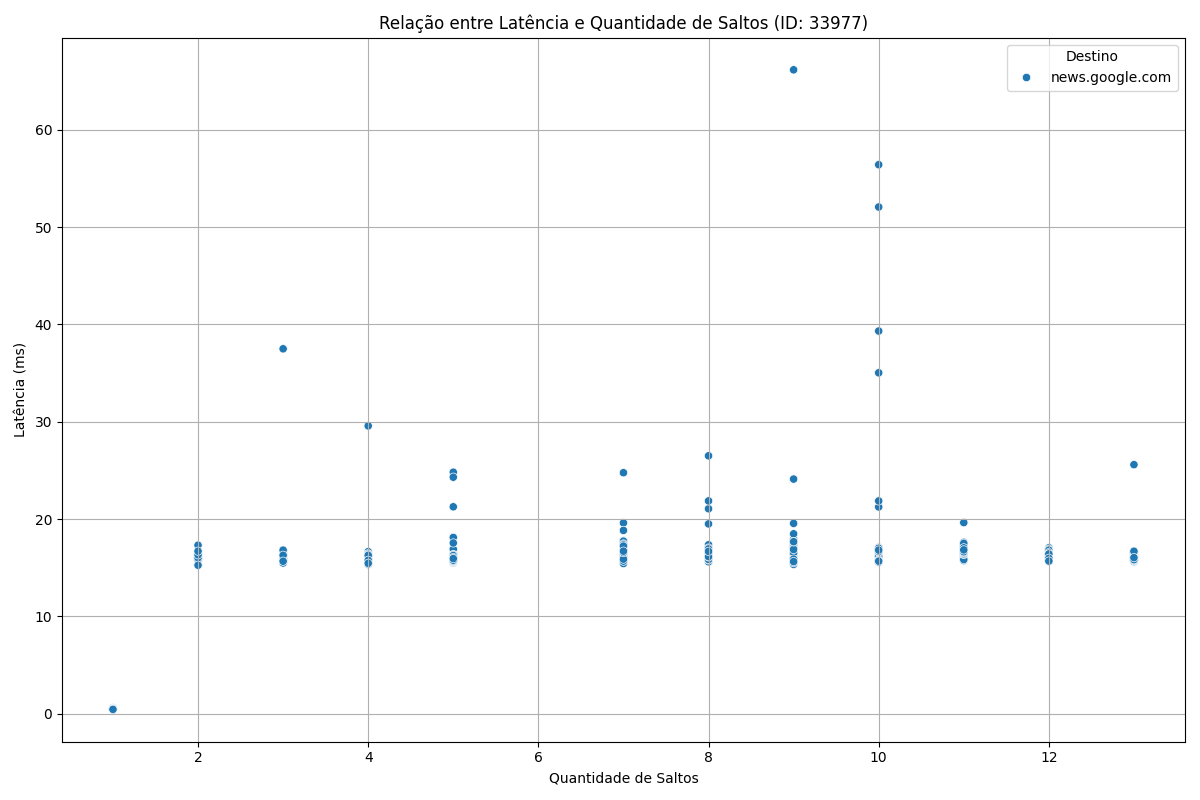 Relação entre Latência e Quantidade de Saltos (ID: 33977)
Destino
news.google.com
Latência (ms)
60
50
40
30
20
10
0
2 4 6 8 10 12
Quantidade de Saltos